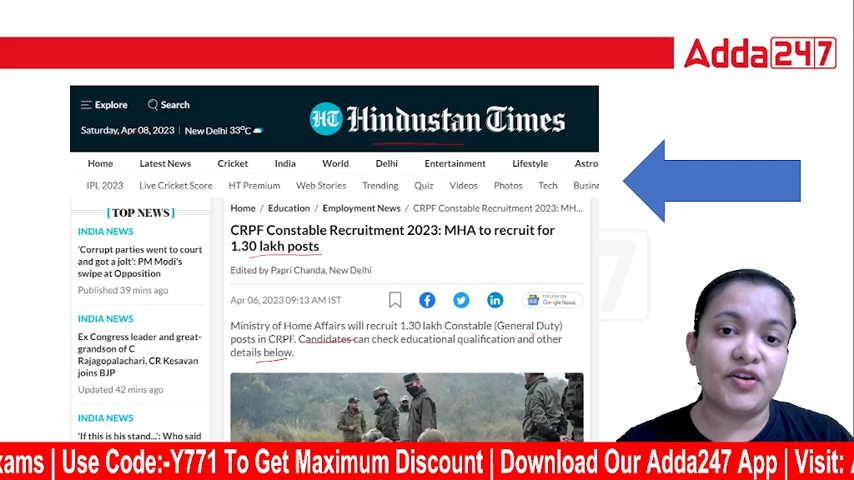 Adda247
Explore
Search
HT Hindustan Times
Saturday, Apr 08, 2023 | New Delhi 33°C
Home Latest News Cricket India World Delhi Entertainment Lifestyle Astro
IPL 2023 Live Cricket Score HT Premium Web Stories Trending Quiz Videos Photos Tech Busine
[TOP NEWS]
INDIA NEWS
'Corrupt parties went to court
and got a jolt': PM Modi's
swipe at Opposition
Published 39 mins ago
INDIA NEWS
Ex Congress leader and great-
grandson of C
Rajagopalachari, CR Kesavan
joins BJP
Updated 42 mins ago
INDIA NEWS
'If this is his stand...': Who said
Home / Education / Employment News / CRPF Constable Recruitment 2023: MH...
CRPF Constable Recruitment 2023: MHA to recruit for
1.30 lakh posts
Edited by Papri Chanda, New Delhi
Apr 06, 2023 09:13 AM IST
FOLLOW ON
Google News
Ministry of Home Affairs will recruit 1.30 lakh Constable (General Duty)
posts in CRPF. Candidates can check educational qualification and other
details below.
xams | Use Code:-Y771 To Get Maximum Discount | Download Our Adda247 App | Visit: A